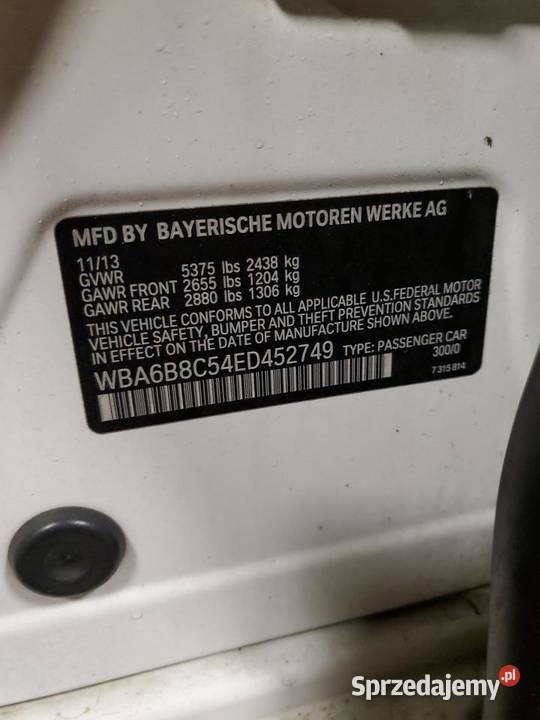 MFD BY BAYERISCHE MOTOREN WERKE AG
11/13
GVWR 5375 lbs 2438 kg
GAWR FRONT 2655 lbs 1204 kg
GAWR REAR 2880 lbs 1306 kg
THIS VEHICLE CONFORMS TO ALL APPLICABLE U.S.FEDERAL MOTOR
VEHICLE SAFETY, BUMPER AND THEFT PREVENTION STANDARDS
IN EFFECT ON THE DATE OF MANUFACTURE SHOWN ABOVE.
WBA6B8C54ED452749 TYPE: PASSENGER CAR
300/0
7 315 814
Sprzedajemy.pl